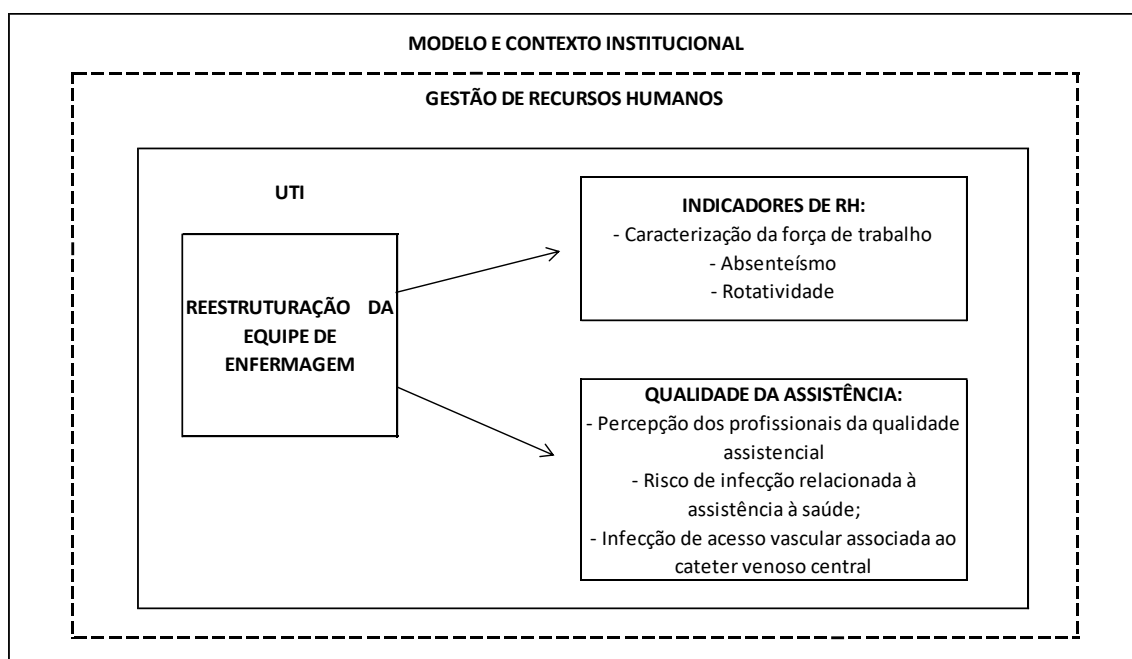 MODELO E CONTEXTO INSTITUCIONAL
GESTÃO DE RECURSOS HUMANOS
UTI
REESTRUTURAÇÃO DA
EQUIPE DE
ENFERMAGEM
INDICADORES DE RH:
- Caracterização da força de trabalho
- Absenteísmo
- Rotatividade
QUALIDADE DA ASSISTÊNCIA:
- Percepção dos profissionais da qualidade
assistencial
- Risco de infecção relacionada à
assistência à saúde;
- Infecção de acesso vascular associada ao
cateter venoso central